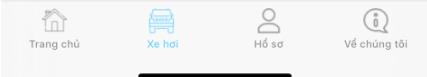 Trang chủ
Xe hơi
Hồ sơ
Về chúng tôi